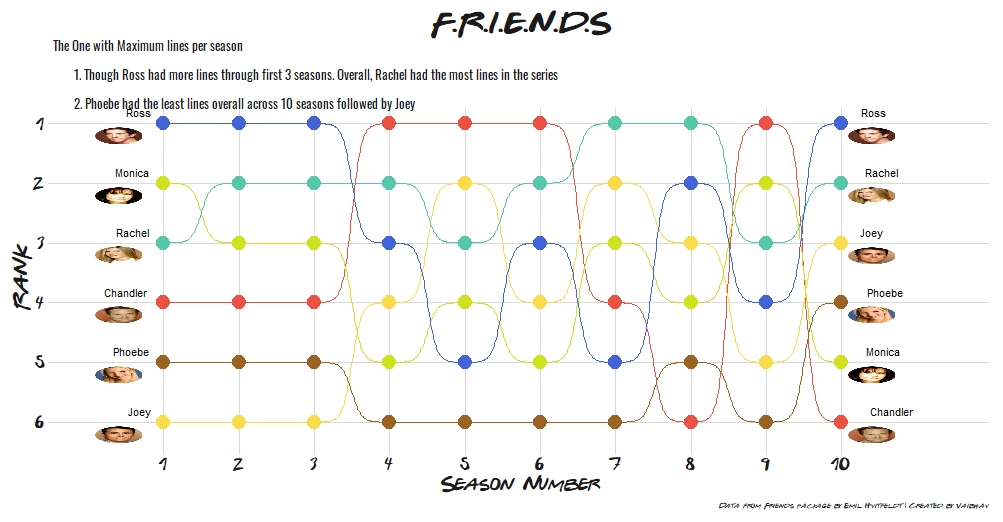 F.R.I.E.N.D.S
The One with Maximum lines per season
1. Though Ross had more lines through first 3 seasons. Overall, Rachel had the most lines in the series
2. Phoebe had the least lines overall across 10 seasons followed by Joey
Ross
Ross
1
Monica
Rachel
2
Rachel
Joey
3
Chandler
Phoebe
4
Phoebe
Monica
5
Joey
Chandler
6
RANK
1 2 3 4 5 6 7 8 9 10
SEASON NUMBER
DATA FROM FRIENDS PACKAGE BY EMIL HVITFELDT | CREATED BY VAIBHAV